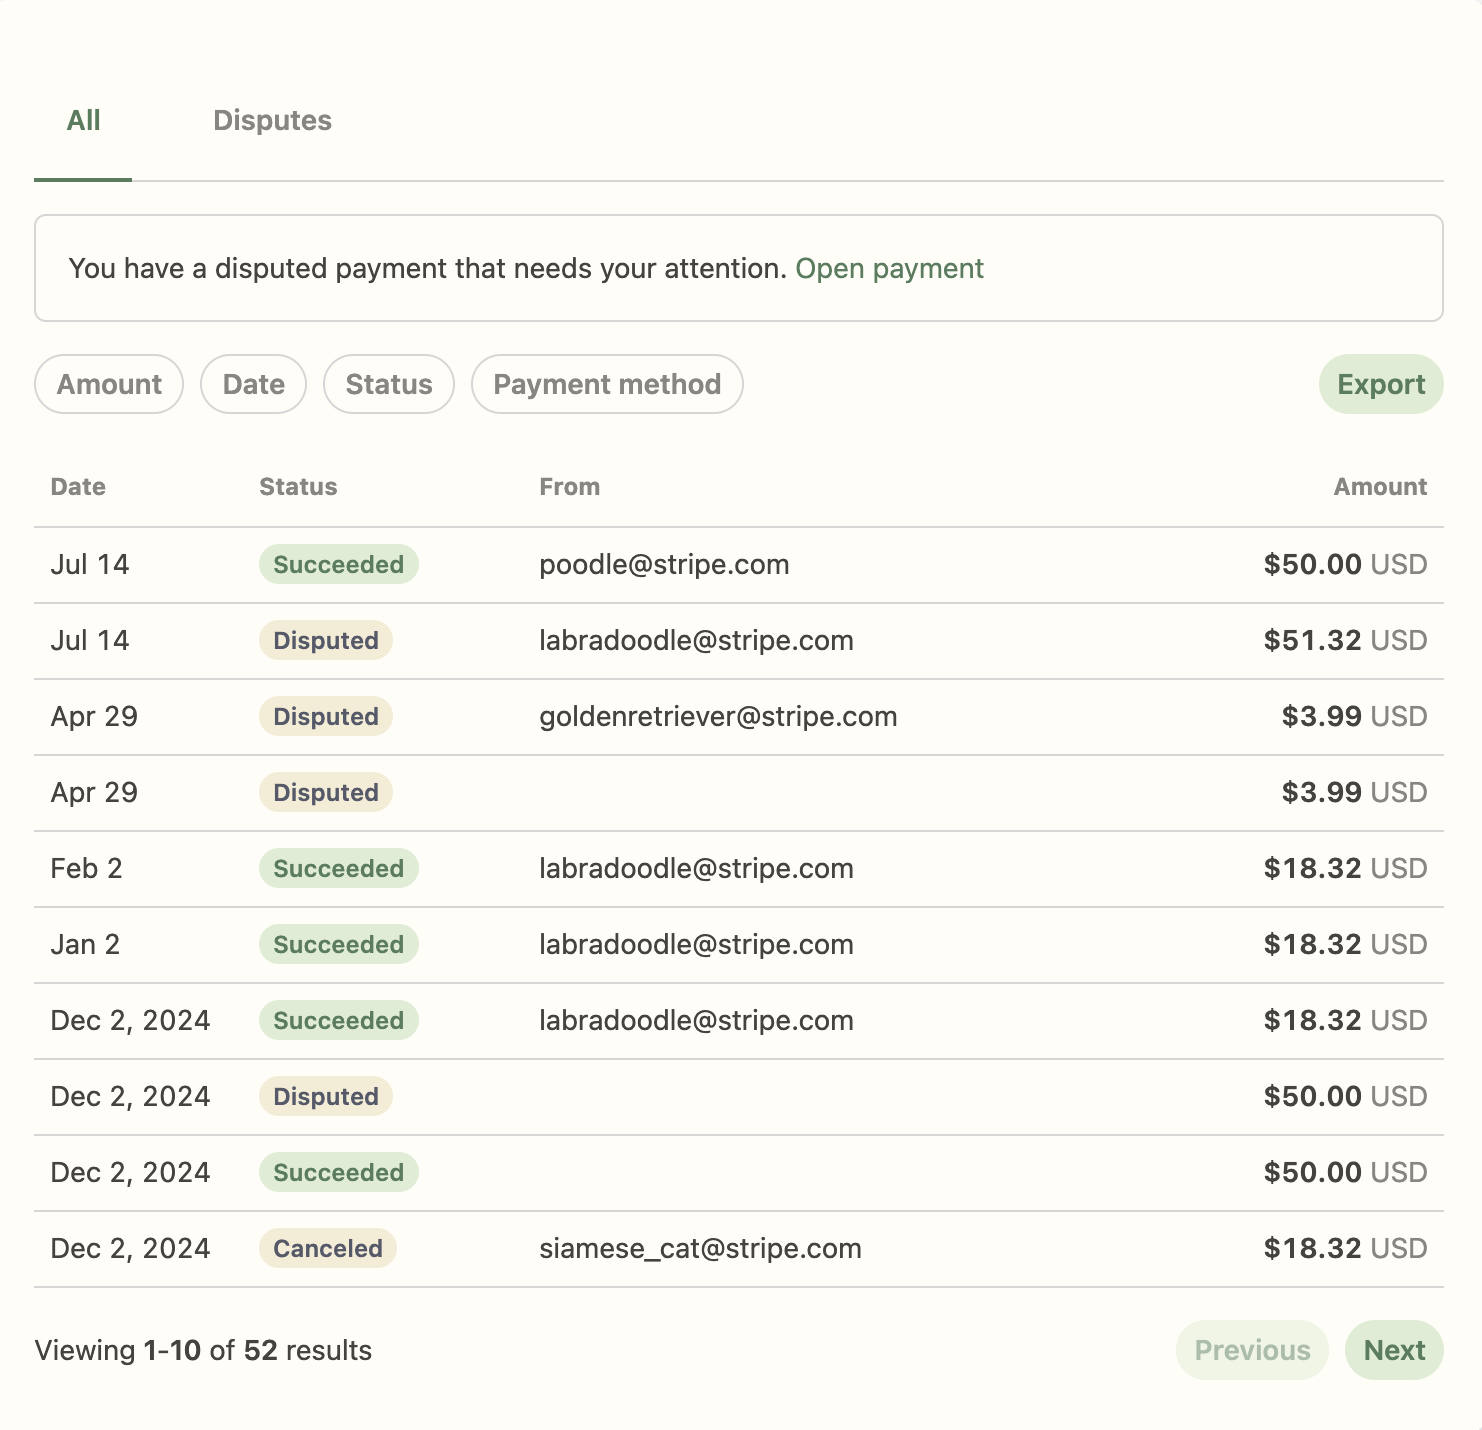 All Disputes
You have a disputed payment that needs your attention. Open payment
Amount Date Status Payment method Export
Date Status From Amount
Jul 14 Succeeded poodle@stripe.com $50.00 USD
Jul 14 Disputed labradoodle@stripe.com $51.32 USD
Apr 29 Disputed goldenretriever@stripe.com $3.99 USD
Apr 29 Disputed $3.99 USD
Feb 2 Succeeded labradoodle@stripe.com $18.32 USD
Jan 2 Succeeded labradoodle@stripe.com $18.32 USD
Dec 2, 2024 Succeeded labradoodle@stripe.com $18.32 USD
Dec 2, 2024 Disputed $50.00 USD
Dec 2, 2024 Succeeded $50.00 USD
Dec 2, 2024 Canceled siamese_cat@stripe.com $18.32 USD
Viewing 1-10 of 52 results Previous Next